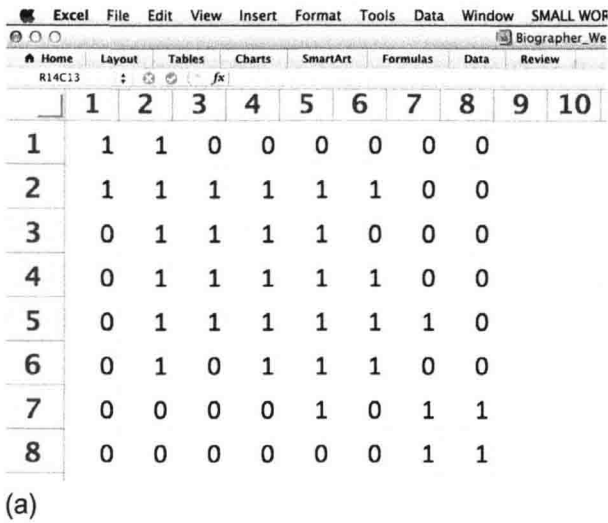 Excel File Edit View Insert Format Tools Data Window SMALL WOR
Biographer_We
Home Layout Tables Charts SmartArt Formulas Data Review
R14C13 fx
1 2 3 4 5 6 7 8 9 10
1 1 1 0 0 0 0 0 0
2 1 1 1 1 1 1 0 0
3 0 1 1 1 1 0 0 0
4 0 1 1 1 1 1 0 0
5 0 1 1 1 1 1 1 0
6 0 1 0 1 1 1 0 0
7 0 0 0 0 1 0 1 1
8 0 0 0 0 0 0 1 1
(a)